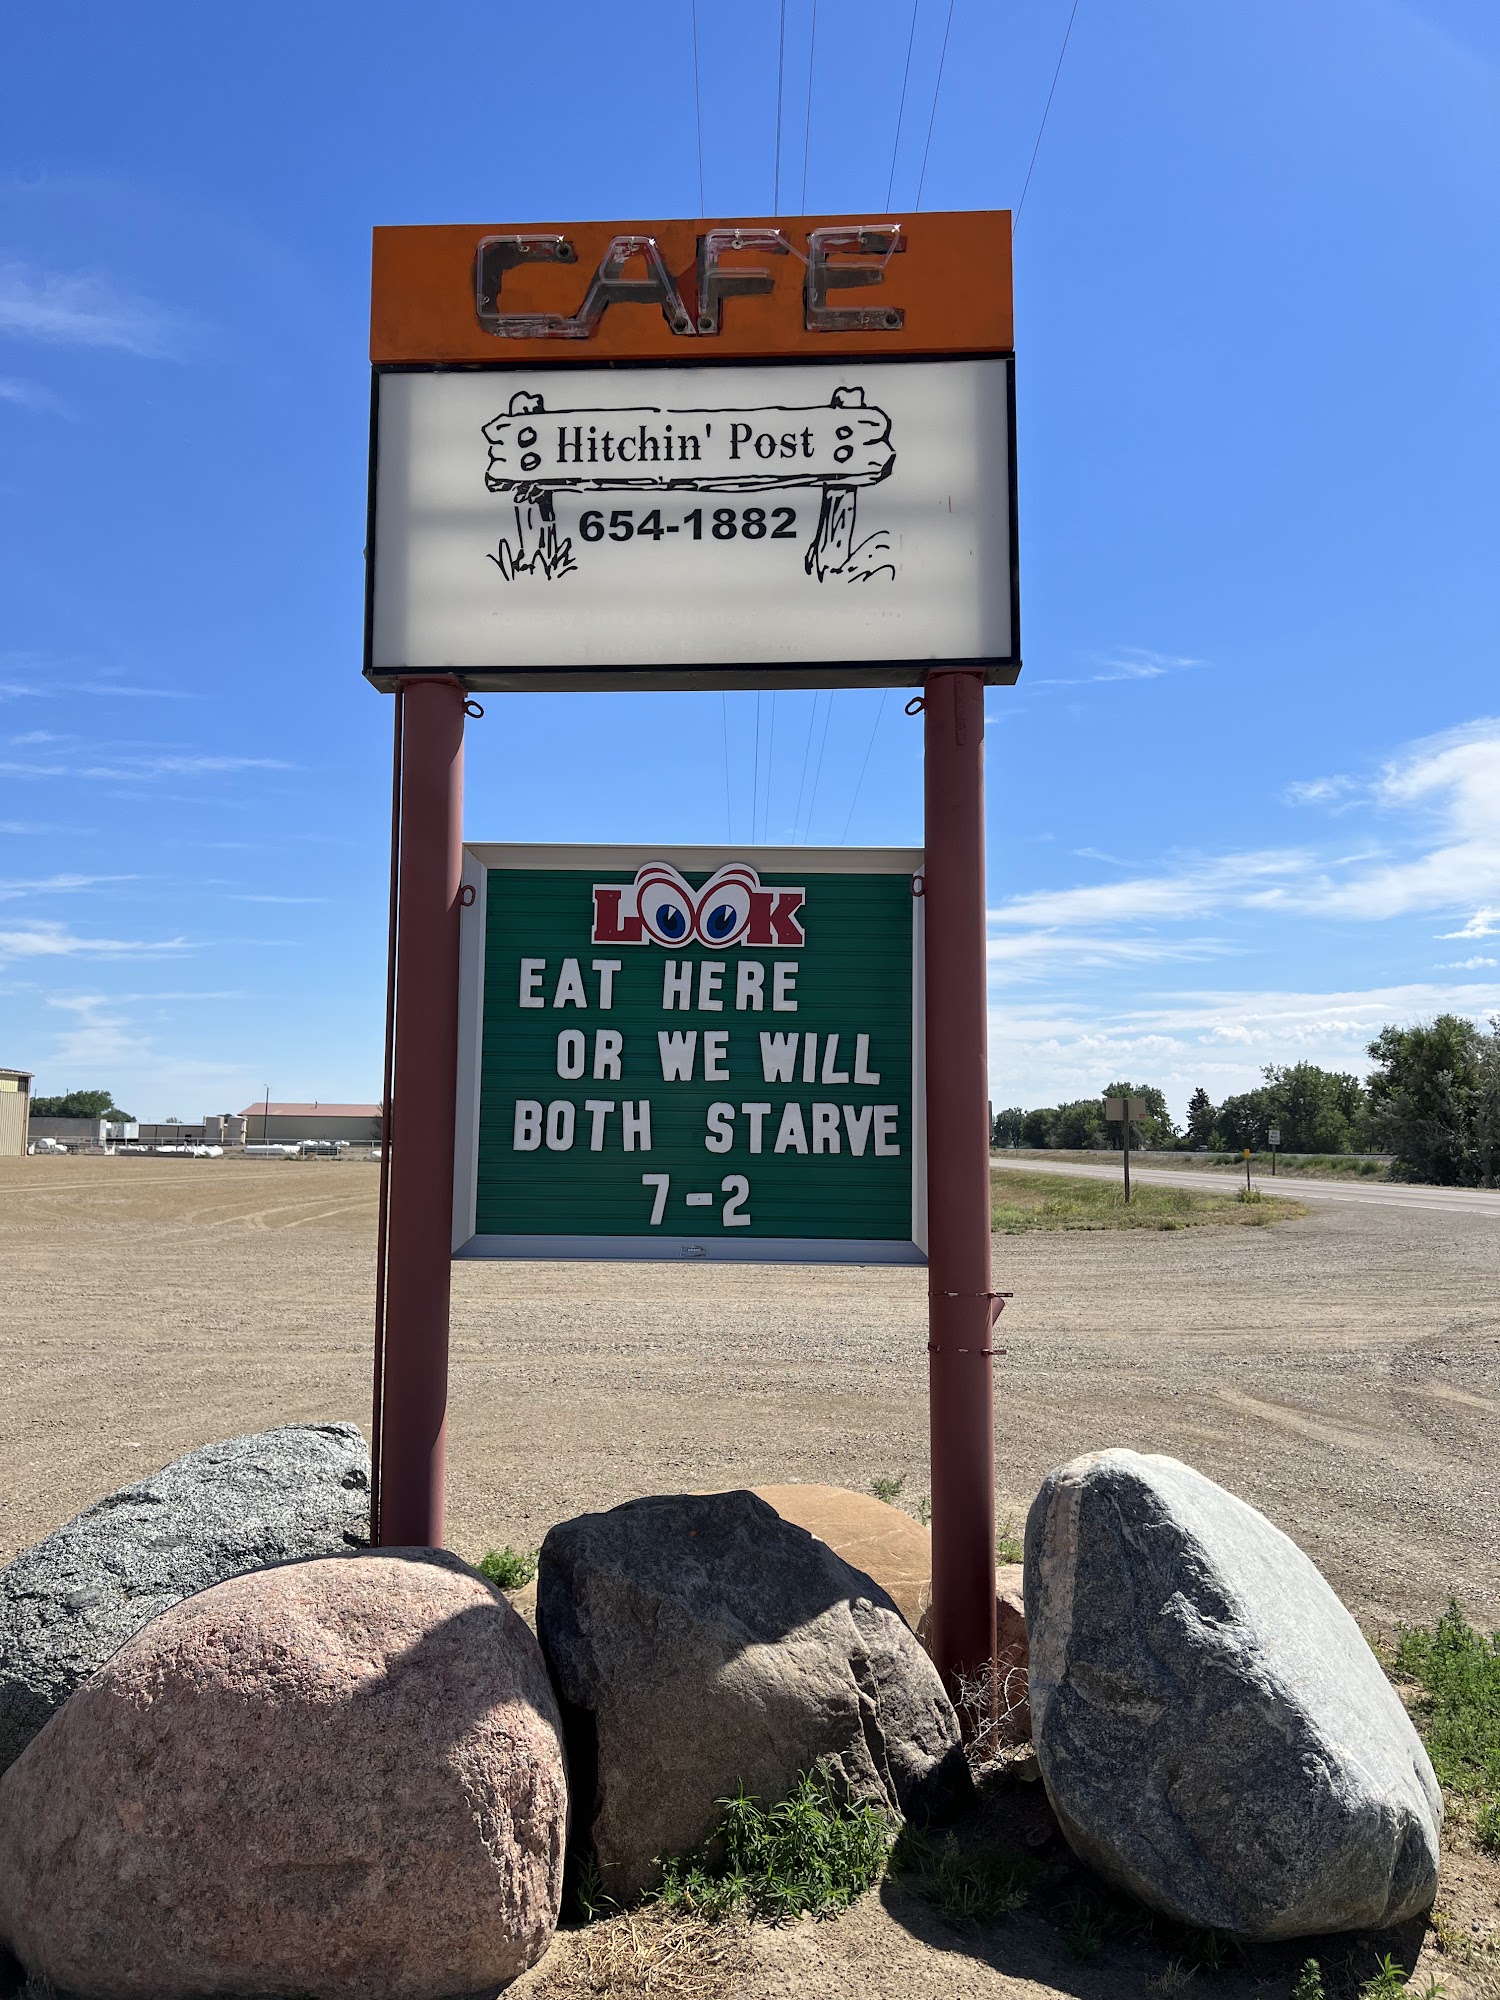 CAFE
Hitchin' Post
654-1882
LOOK
EAT HERE
OR WE WILL
BOTH STARVE
7-2